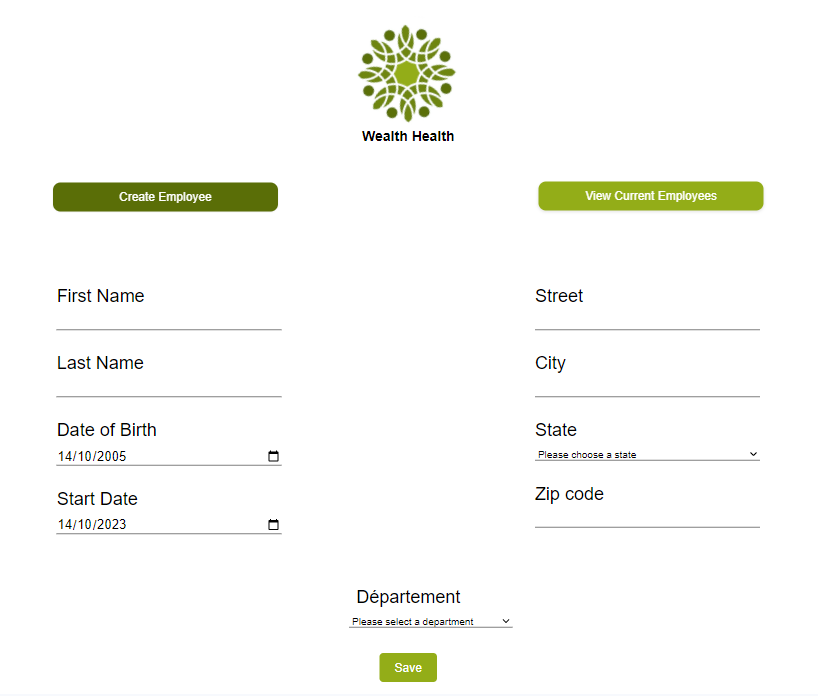 Wealth Health
Create Employee
View Current Employees
First Name
Street
Last Name
City
Date of Birth
14/10/2005
State
Please choose a state
Start Date
14/10/2023
Zip code
Département
Please select a department
Save